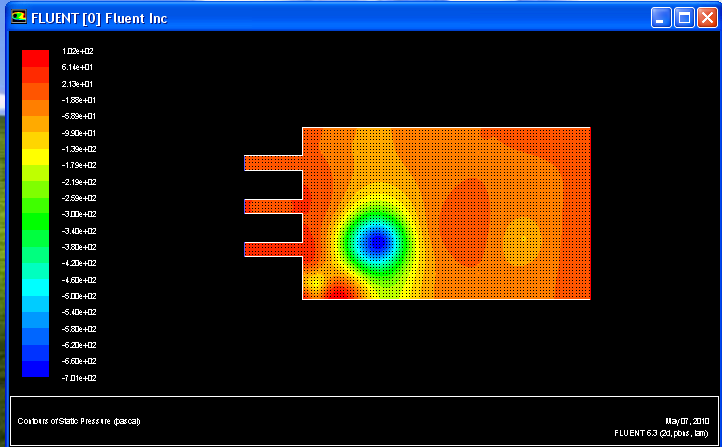 FLUENT [0] Fluent Inc
1.02e+02
6.14e+01
2.13e+01
-1.88e+01
-5.89e+01
-9.90e+01
-1.39e+02
-1.79e+02
-2.19e+02
-2.59e+02
-3.00e+02
-3.40e+02
-3.80e+02
-4.20e+02
-4.60e+02
-5.00e+02
-5.40e+02
-5.80e+02
-6.20e+02
-6.60e+02
-7.01e+02
Contours of Static Pressure (pascal)
May 07, 2010
FLUENT 6.3 (2d, pbns, lam)